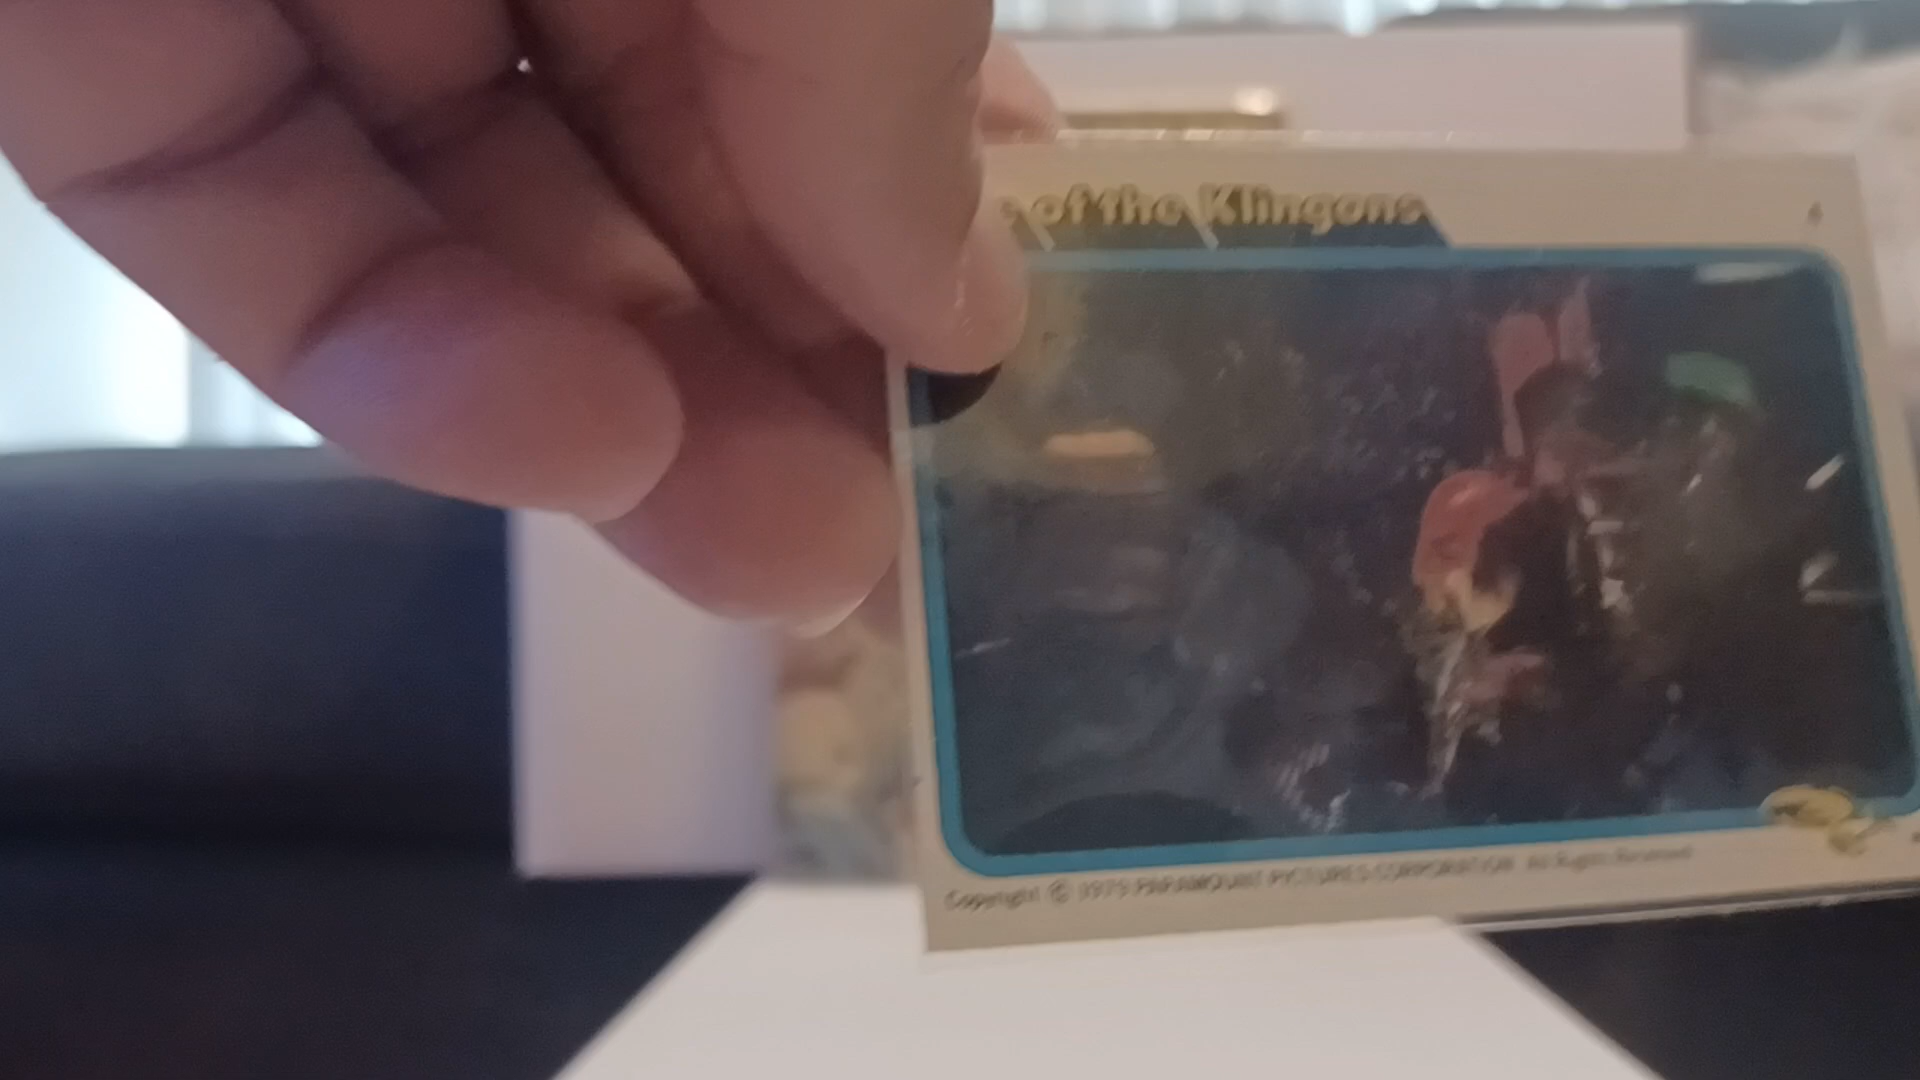 of the Klingons
Copyright © 1979 PARAMOUNT PICTURES CORPORATION All Rights Reserved